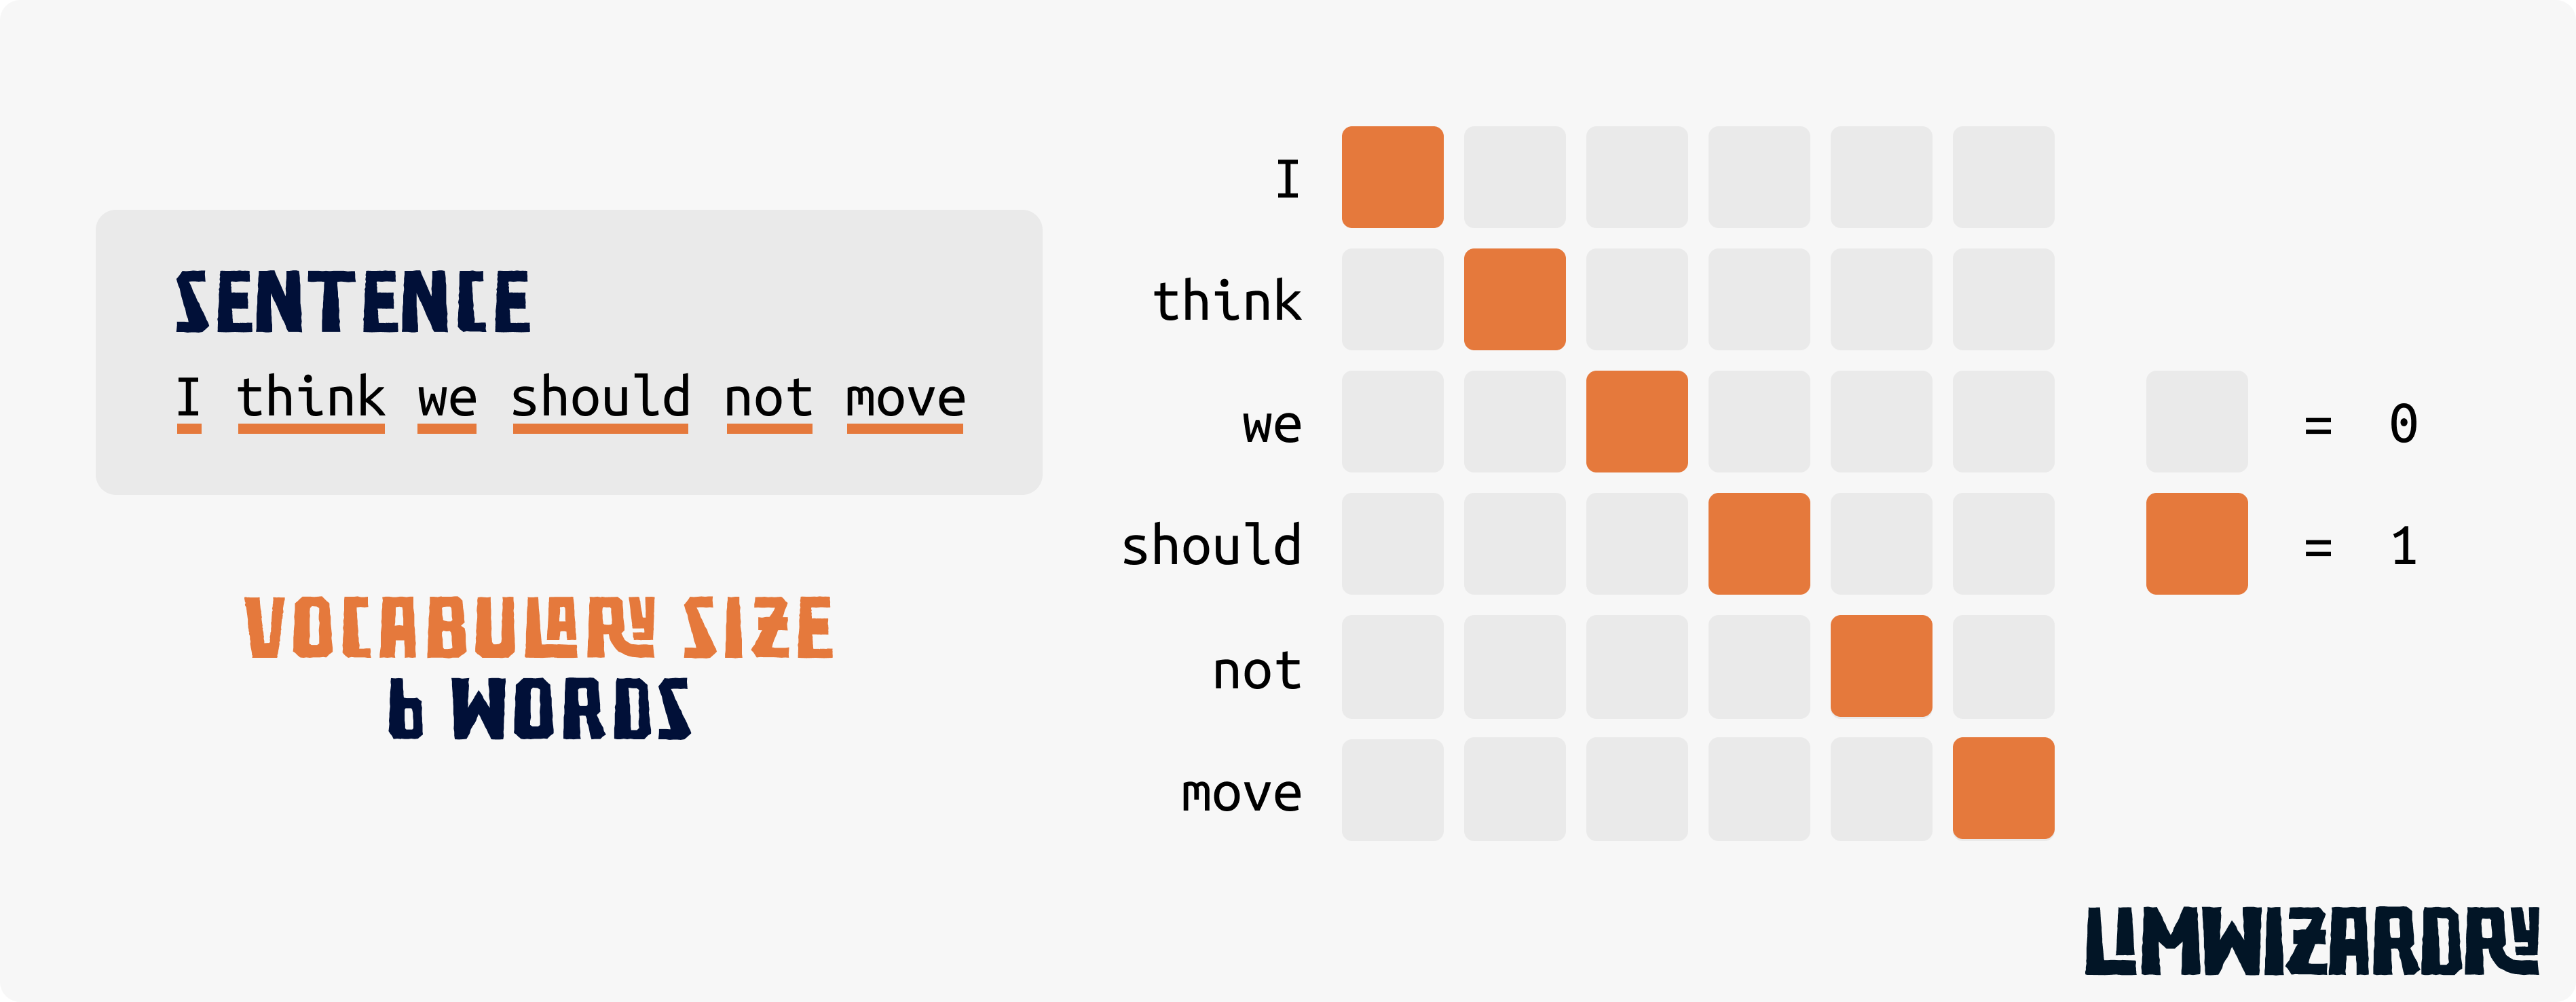 SENTENCE
I think we should not move
VOCABULARY SIZE
6 WORDS
I
think
we
should
not
move
= 0
= 1
LLMWIZARDRY